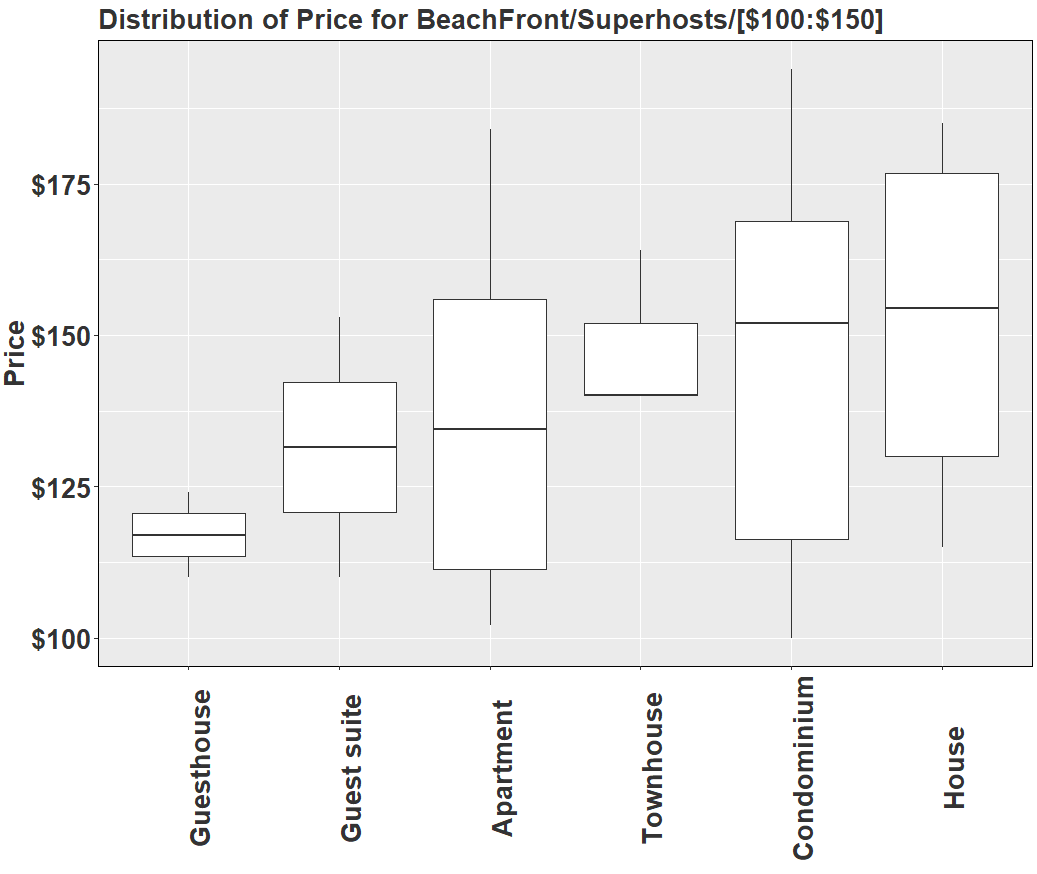 Distribution of Price for BeachFront/Superhosts/[$100:$150]
Price
$175
$150
$125
$100
Guesthouse
Guest suite
Apartment
Townhouse
Condominium
House